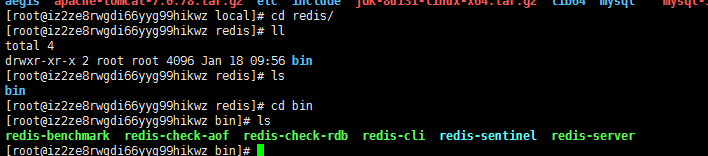 aegis  apache-tomcat-7.0.78.tar.gz  etc  include  jdk-8u131-linux-x64.tar.gz  lib64  mysql
[root@iz2ze8rwgdi66yyg99hikwz local]# cd redis/
[root@iz2ze8rwgdi66yyg99hikwz redis]# ll
total 4
drwxr-xr-x 2 root root 4096 Jan 18 09:56 bin
[root@iz2ze8rwgdi66yyg99hikwz redis]# ls
bin
[root@iz2ze8rwgdi66yyg99hikwz redis]# cd bin
[root@iz2ze8rwgdi66yyg99hikwz bin]# ls
redis-benchmark  redis-check-aof  redis-check-rdb  redis-cli  redis-sentinel  redis-server
[root@iz2ze8rwgdi66yyg99hikwz bin]#